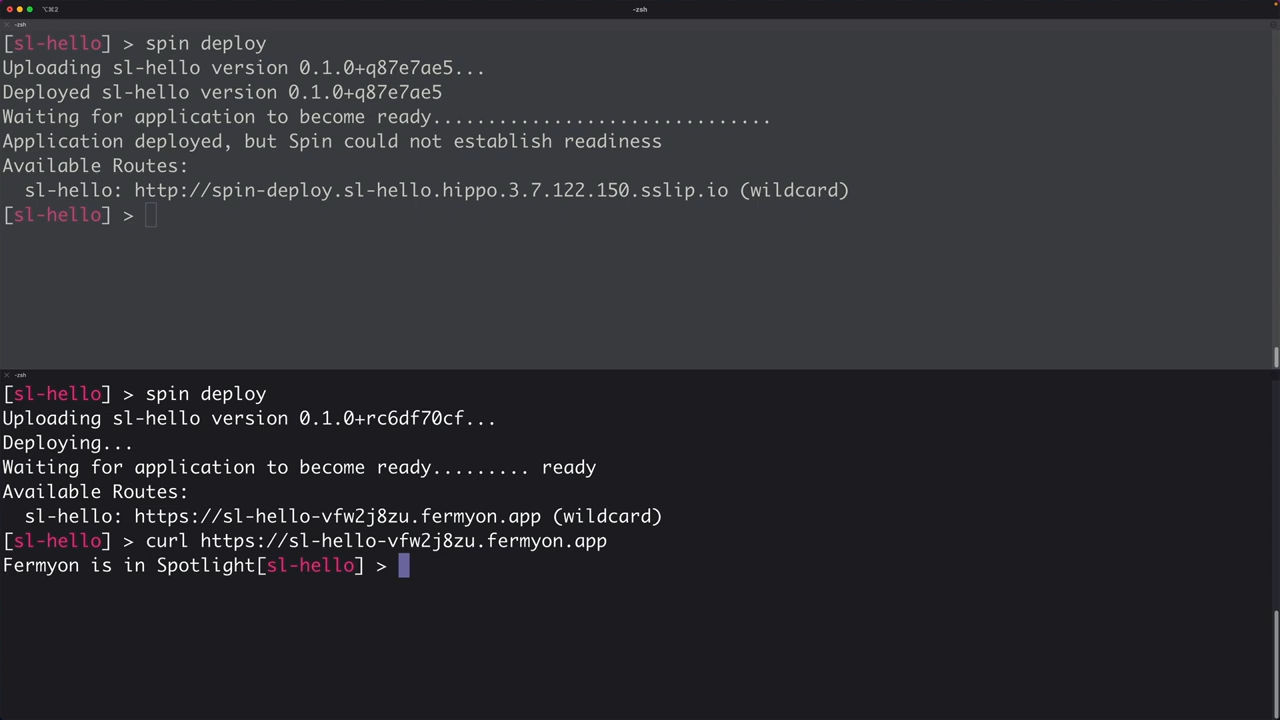 ⌥⌘2
-zsh
-zsh
[sl-hello] > spin deploy
Uploading sl-hello version 0.1.0+q87e7ae5...
Deployed sl-hello version 0.1.0+q87e7ae5
Waiting for application to become ready...............................
Application deployed, but Spin could not establish readiness
Available Routes:
  sl-hello: http://spin-deploy.sl-hello.hippo.3.7.122.150.sslip.io (wildcard)
[sl-hello] >
-zsh
[sl-hello] > spin deploy
Uploading sl-hello version 0.1.0+rc6df70cf...
Deploying...
Waiting for application to become ready......... ready
Available Routes:
  sl-hello: https://sl-hello-vfw2j8zu.fermyon.app (wildcard)
[sl-hello] > curl https://sl-hello-vfw2j8zu.fermyon.app
Fermyon is in Spotlight[sl-hello] >